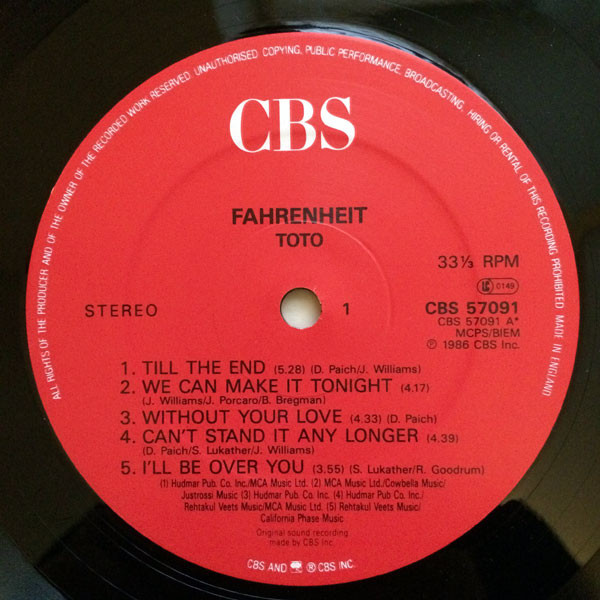 ALL RIGHTS OF THE PRODUCER AND OF THE OWNER OF THE RECORDED WORK RESERVED. UNAUTHORISED COPYING, PUBLIC PERFORMANCE, BROADCASTING, HIRING OR RENTAL OF THIS RECORDING PROHIBITED. MADE IN ENGLAND.
CBS
FAHRENHEIT
TOTO
33⅓ RPM
LC 0149
STEREO
1
CBS 57091
CBS 57091 A*
MCPS/BIEM
℗ 1986 CBS Inc.
1. TILL THE END (5.28) (D. Paich/J. Williams)
2. WE CAN MAKE IT TONIGHT (4.17)
(J. Williams/J. Porcaro/B. Bregman)
3. WITHOUT YOUR LOVE (4.33) (D. Paich)
4. CAN'T STAND IT ANY LONGER (4.39)
(D. Paich/S. Lukather/J. Williams)
5. I'LL BE OVER YOU (3.55) (S. Lukather/R. Goodrum)
(1) Hudmar Pub. Co. Inc./MCA Music Ltd. (2) MCA Music Ltd./Cowbella Music/
Justrossi Music (3) Hudmar Pub. Co. Inc. (4) Hudmar Pub. Co. Inc./
Rehtakul Veets Music/MCA Music Ltd. (5) Rehtakul Veets Music/
California Phase Music
Original sound recording
made by CBS Inc.
CBS AND ® CBS INC.